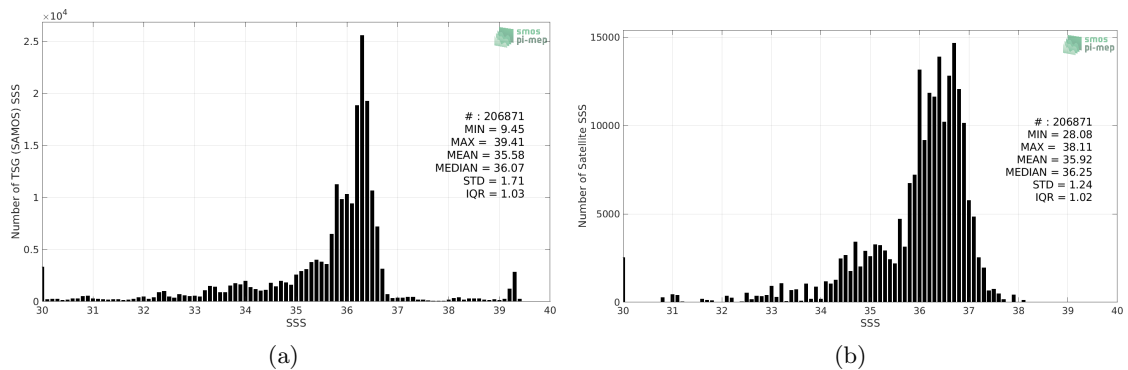 ×10⁴
2.5
2
1.5
1
0.5
0
Number of TSG (SAMOS) SSS
smos
pi-mep
# : 206871
MIN = 9.45
MAX = 39.41
MEAN = 35.58
MEDIAN = 36.07
STD = 1.71
IQR = 1.03
30 31 32 33 34 35 36 37 38 39 40
SSS
(a)
15000
10000
5000
0
Number of Satellite SSS
smos
pi-mep
# : 206871
MIN = 28.08
MAX = 38.11
MEAN = 35.92
MEDIAN = 36.25
STD = 1.24
IQR = 1.02
30 31 32 33 34 35 36 37 38 39 40
SSS
(b)